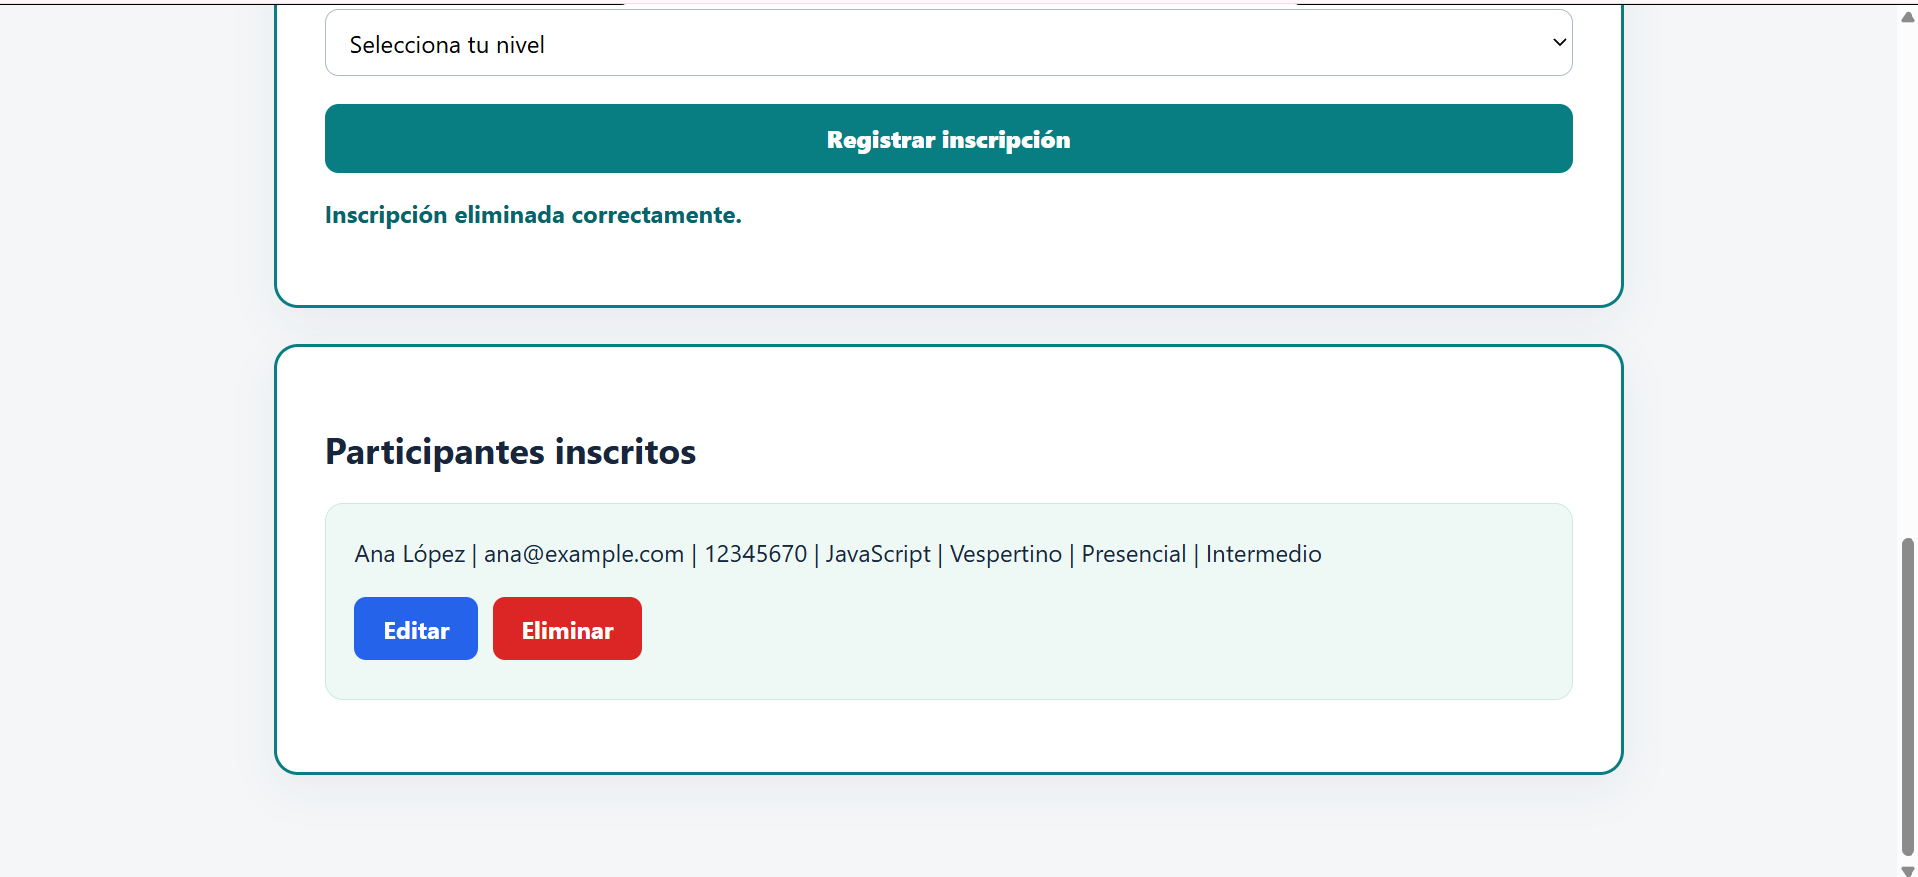 Selecciona tu nivel
Registrar inscripción
Inscripción eliminada correctamente.
Participantes inscritos
Ana López | ana@example.com | 12345670 | JavaScript | Vespertino | Presencial | Intermedio
Editar
Eliminar